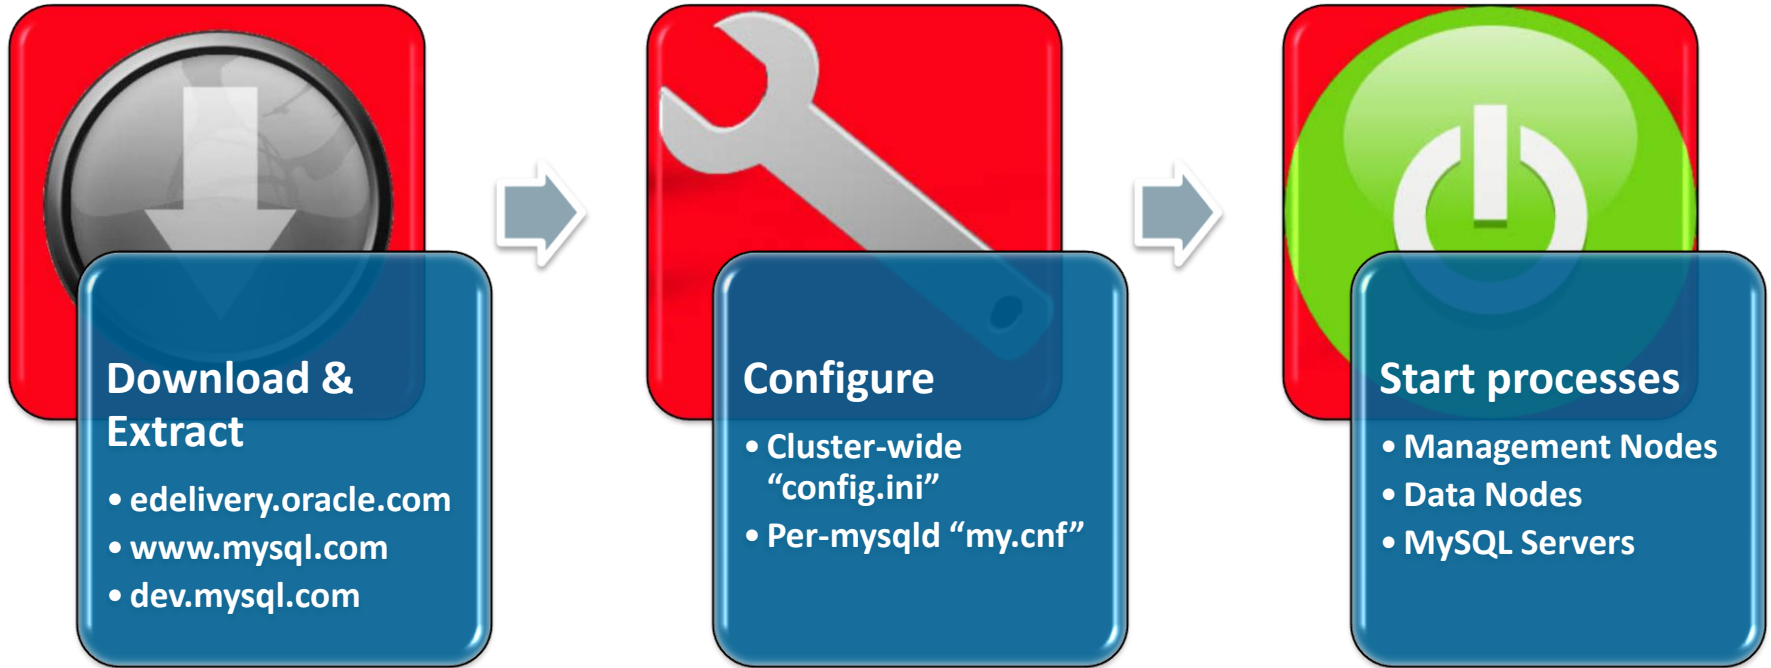 Download &
Extract
• edelivery.oracle.com
• www.mysql.com
• dev.mysql.com
Configure
• Cluster-wide
“config.ini”
• Per-mysqld “my.cnf”
Start processes
• Management Nodes
• Data Nodes
• MySQL Servers